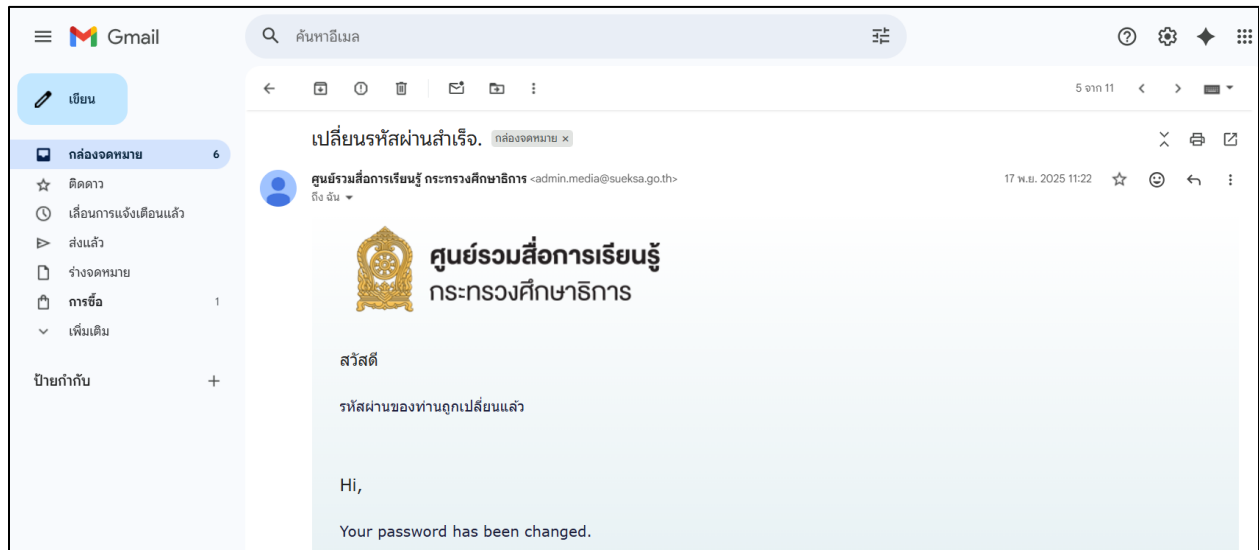 Gmail
ค้นหาอีเมล
เขียน
5 จาก 11
กล่องจดหมาย 6
ติดดาว
เลื่อนการแจ้งเตือนแล้ว
ส่งแล้ว
ร่างจดหมาย
การซื้อ 1
เพิ่มเติม
ป้ายกำกับ
เปลี่ยนรหัสผ่านสำเร็จ. กล่องจดหมาย ×
ศูนย์รวมสื่อการเรียนรู้ กระทรวงศึกษาธิการ <admin.media@sueksa.go.th> 17 พ.ย. 2025 11:22
ถึง ฉัน
ศูนย์รวมสื่อการเรียนรู้
กระทรวงศึกษาธิการ
สวัสดี
รหัสผ่านของท่านถูกเปลี่ยนแล้ว
Hi,
Your password has been changed.